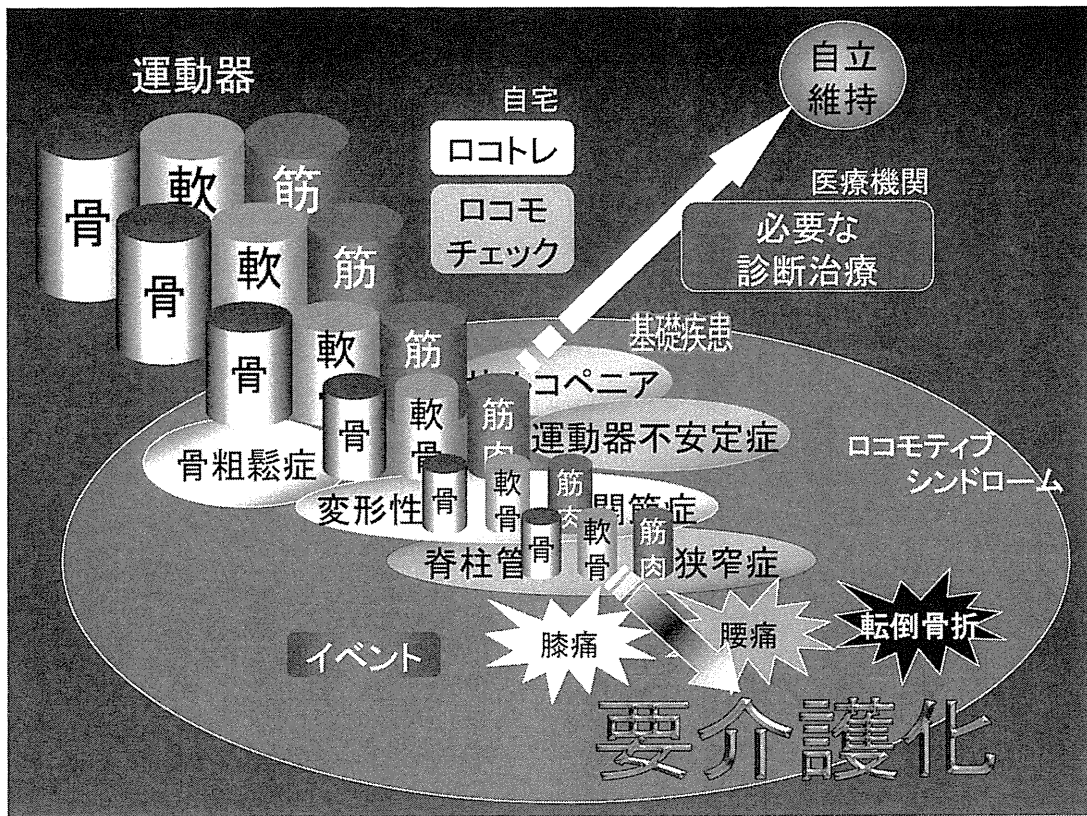 運動器
骨
軟
筋
骨
軟
筋
骨
軟
筋
骨
軟骨
筋肉
骨
軟骨
筋肉
骨
軟骨
筋肉
自宅
ロコトレ
ロコモ
チェック
自立
維持
医療機関
必要な
診断治療
基礎疾患
コペニア
運動器不安定症
骨粗鬆症
変形性
関節症
脊柱管
狭窄症
ロコモティブ
シンドローム
イベント
膝痛
腰痛
転倒骨折
要介護化